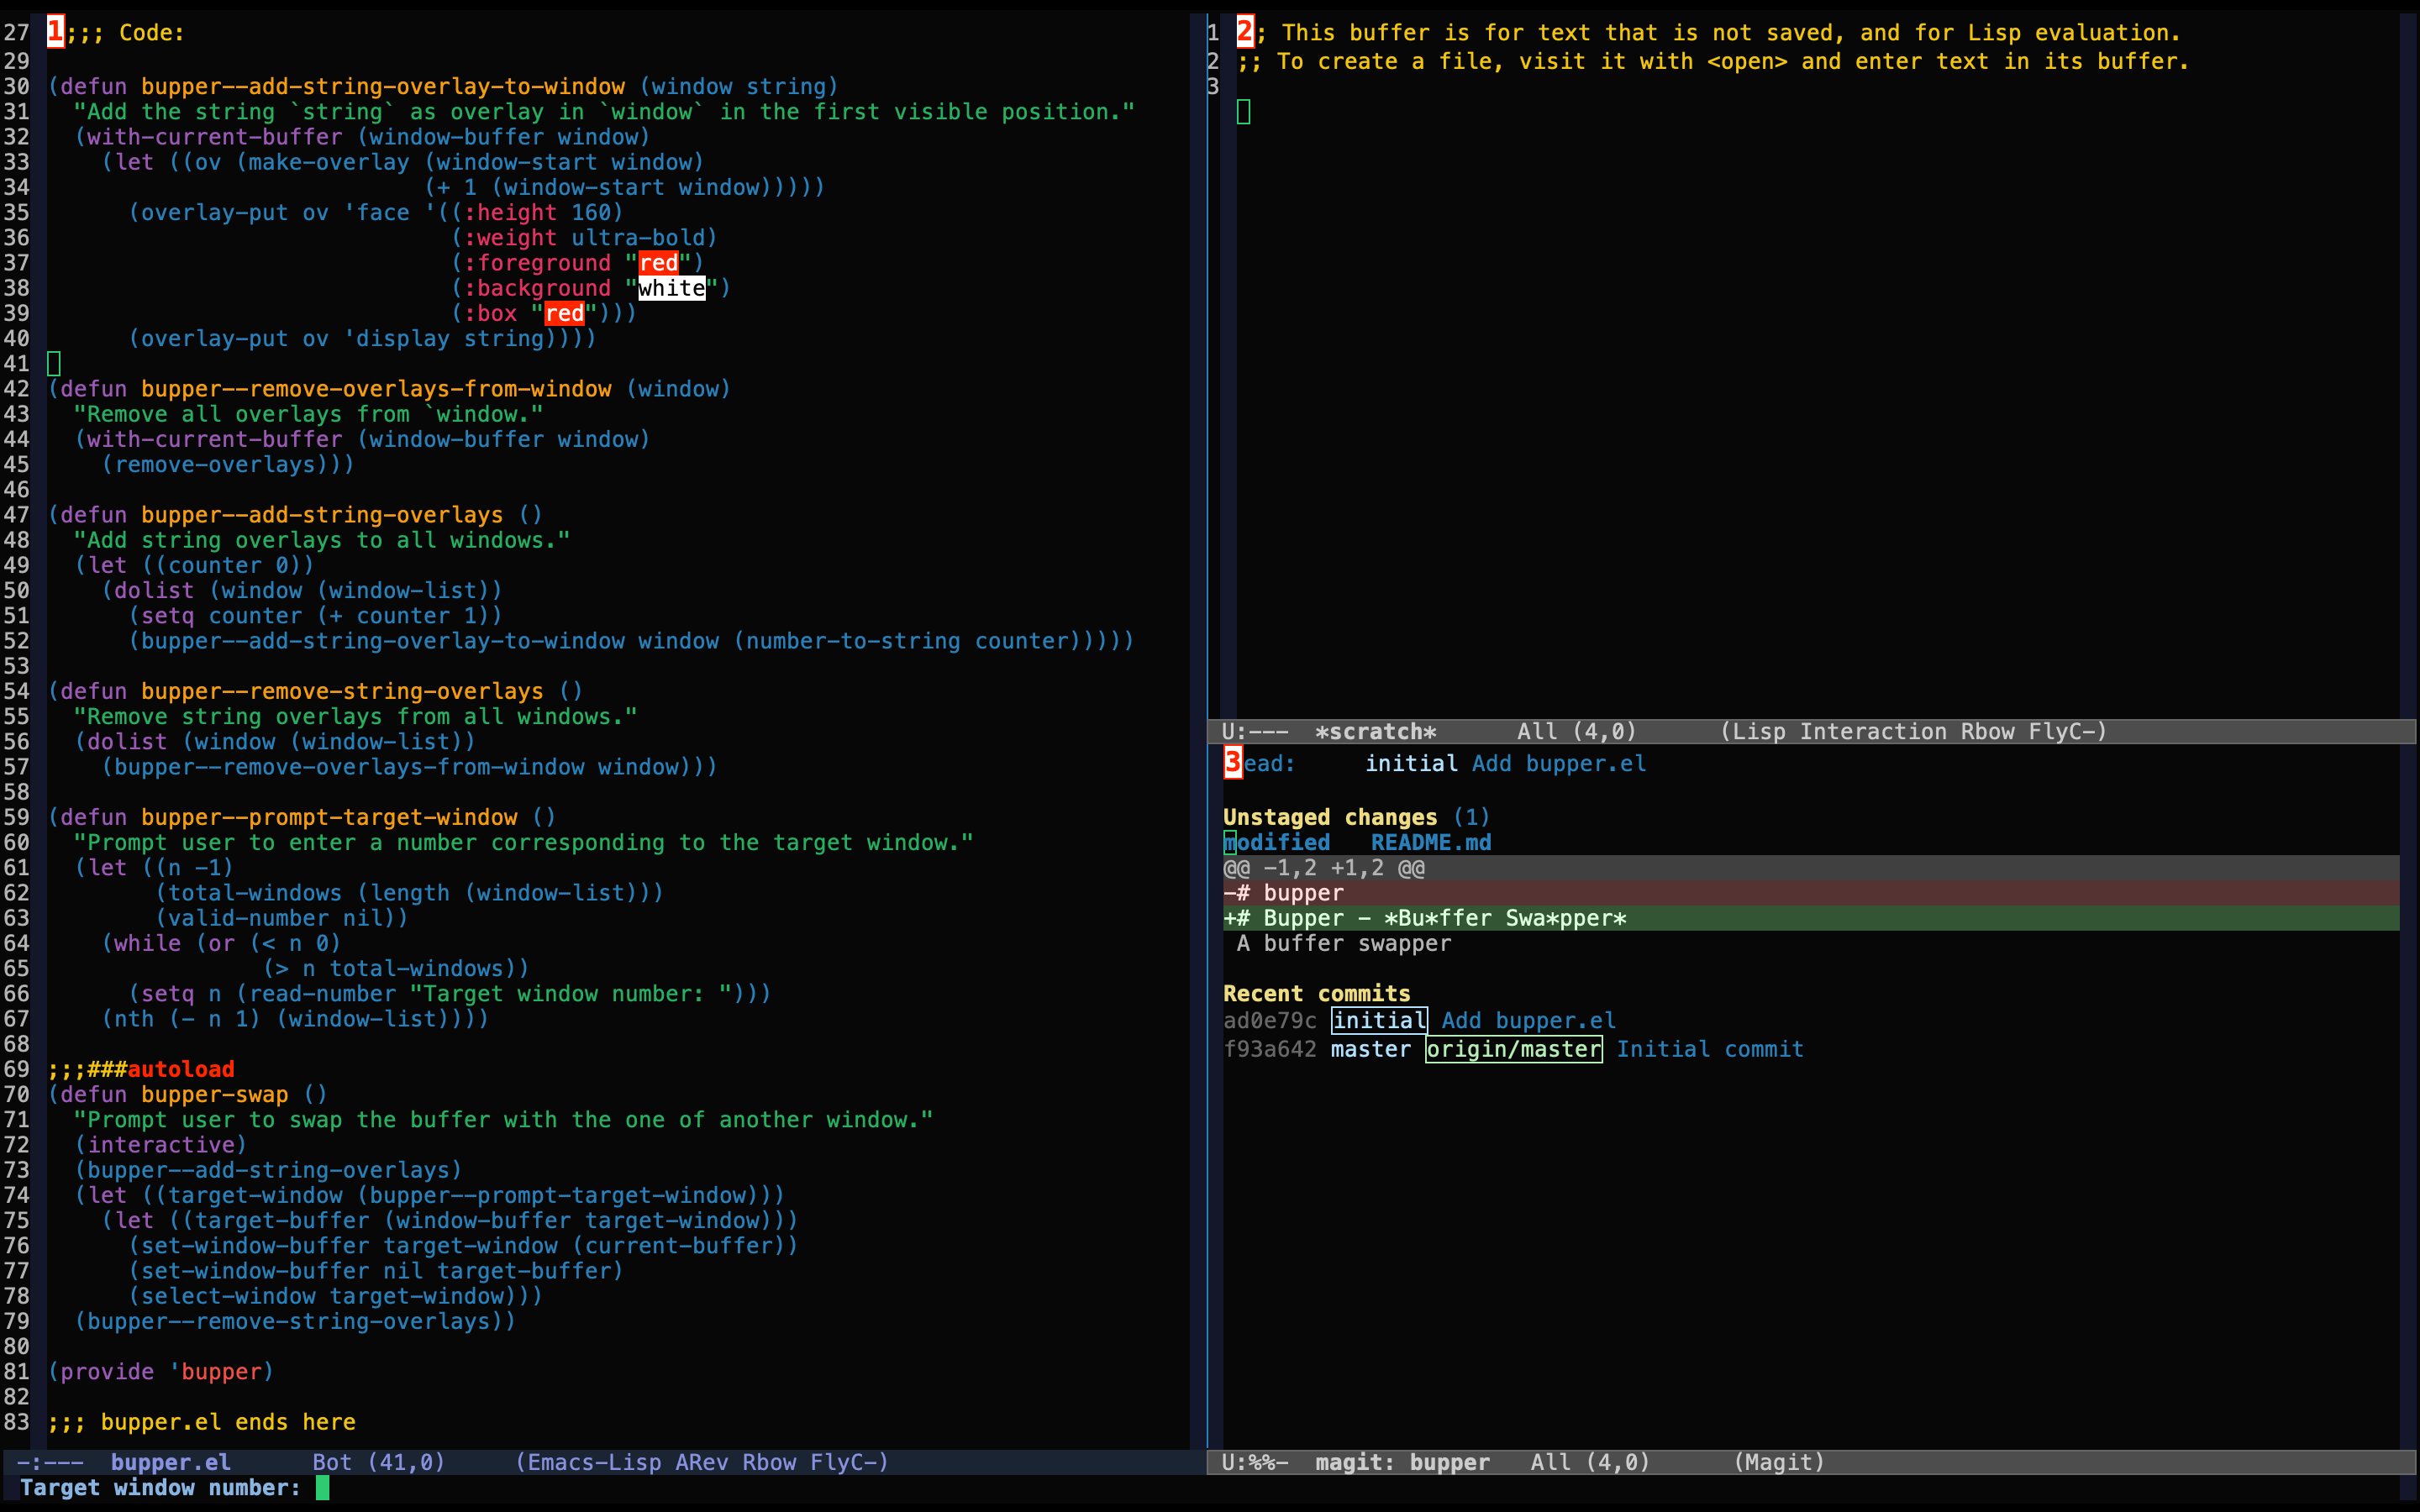 27 1;;; Code:
29
30 (defun bupper--add-string-overlay-to-window (window string)
31   "Add the string `string` as overlay in `window` in the first visible position."
32   (with-current-buffer (window-buffer window)
33     (let ((ov (make-overlay (window-start window)
34                             (+ 1 (window-start window)))))
35       (overlay-put ov 'face '((:height 160)
36                               (:weight ultra-bold)
37                               (:foreground "red")
38                               (:background "white")
39                               (:box "red")))
40       (overlay-put ov 'display string))))
41
42 (defun bupper--remove-overlays-from-window (window)
43   "Remove all overlays from `window."
44   (with-current-buffer (window-buffer window)
45     (remove-overlays)))
46
47 (defun bupper--add-string-overlays ()
48   "Add string overlays to all windows."
49   (let ((counter 0))
50     (dolist (window (window-list))
51       (setq counter (+ counter 1))
52       (bupper--add-string-overlay-to-window window (number-to-string counter)))))
53
54 (defun bupper--remove-string-overlays ()
55   "Remove string overlays from all windows."
56   (dolist (window (window-list))
57     (bupper--remove-overlays-from-window window)))
58
59 (defun bupper--prompt-target-window ()
60   "Prompt user to enter a number corresponding to the target window."
61   (let ((n -1)
62         (total-windows (length (window-list)))
63         (valid-number nil))
64     (while (or (< n 0)
65                 (> n total-windows))
66       (setq n (read-number "Target window number: ")))
67     (nth (- n 1) (window-list))))
68
69 ;;;###autoload
70 (defun bupper-swap ()
71   "Prompt user to swap the buffer with the one of another window."
72   (interactive)
73   (bupper--add-string-overlays)
74   (let ((target-window (bupper--prompt-target-window)))
75     (let ((target-buffer (window-buffer target-window)))
76       (set-window-buffer target-window (current-buffer))
77       (set-window-buffer nil target-buffer)
78       (select-window target-window)))
79   (bupper--remove-string-overlays))
80
81 (provide 'bupper)
82
83 ;;; bupper.el ends here
-:---  bupper.el      Bot (41,0)     (Emacs-Lisp ARev Rbow FlyC-)
Target window number:
1 2; This buffer is for text that is not saved, and for Lisp evaluation.
2 ;; To create a file, visit it with <open> and enter text in its buffer.
3
U:---  *scratch*      All (4,0)      (Lisp Interaction Rbow FlyC-)
3ead:     initial Add bupper.el
Unstaged changes (1)
modified   README.md
@@ -1,2 +1,2 @@
-# bupper
+# Bupper - *Bu*ffer Swa*pper*
 A buffer swapper
Recent commits
ad0e79c initial Add bupper.el
f93a642 master origin/master Initial commit
U:%%-  magit: bupper   All (4,0)      (Magit)